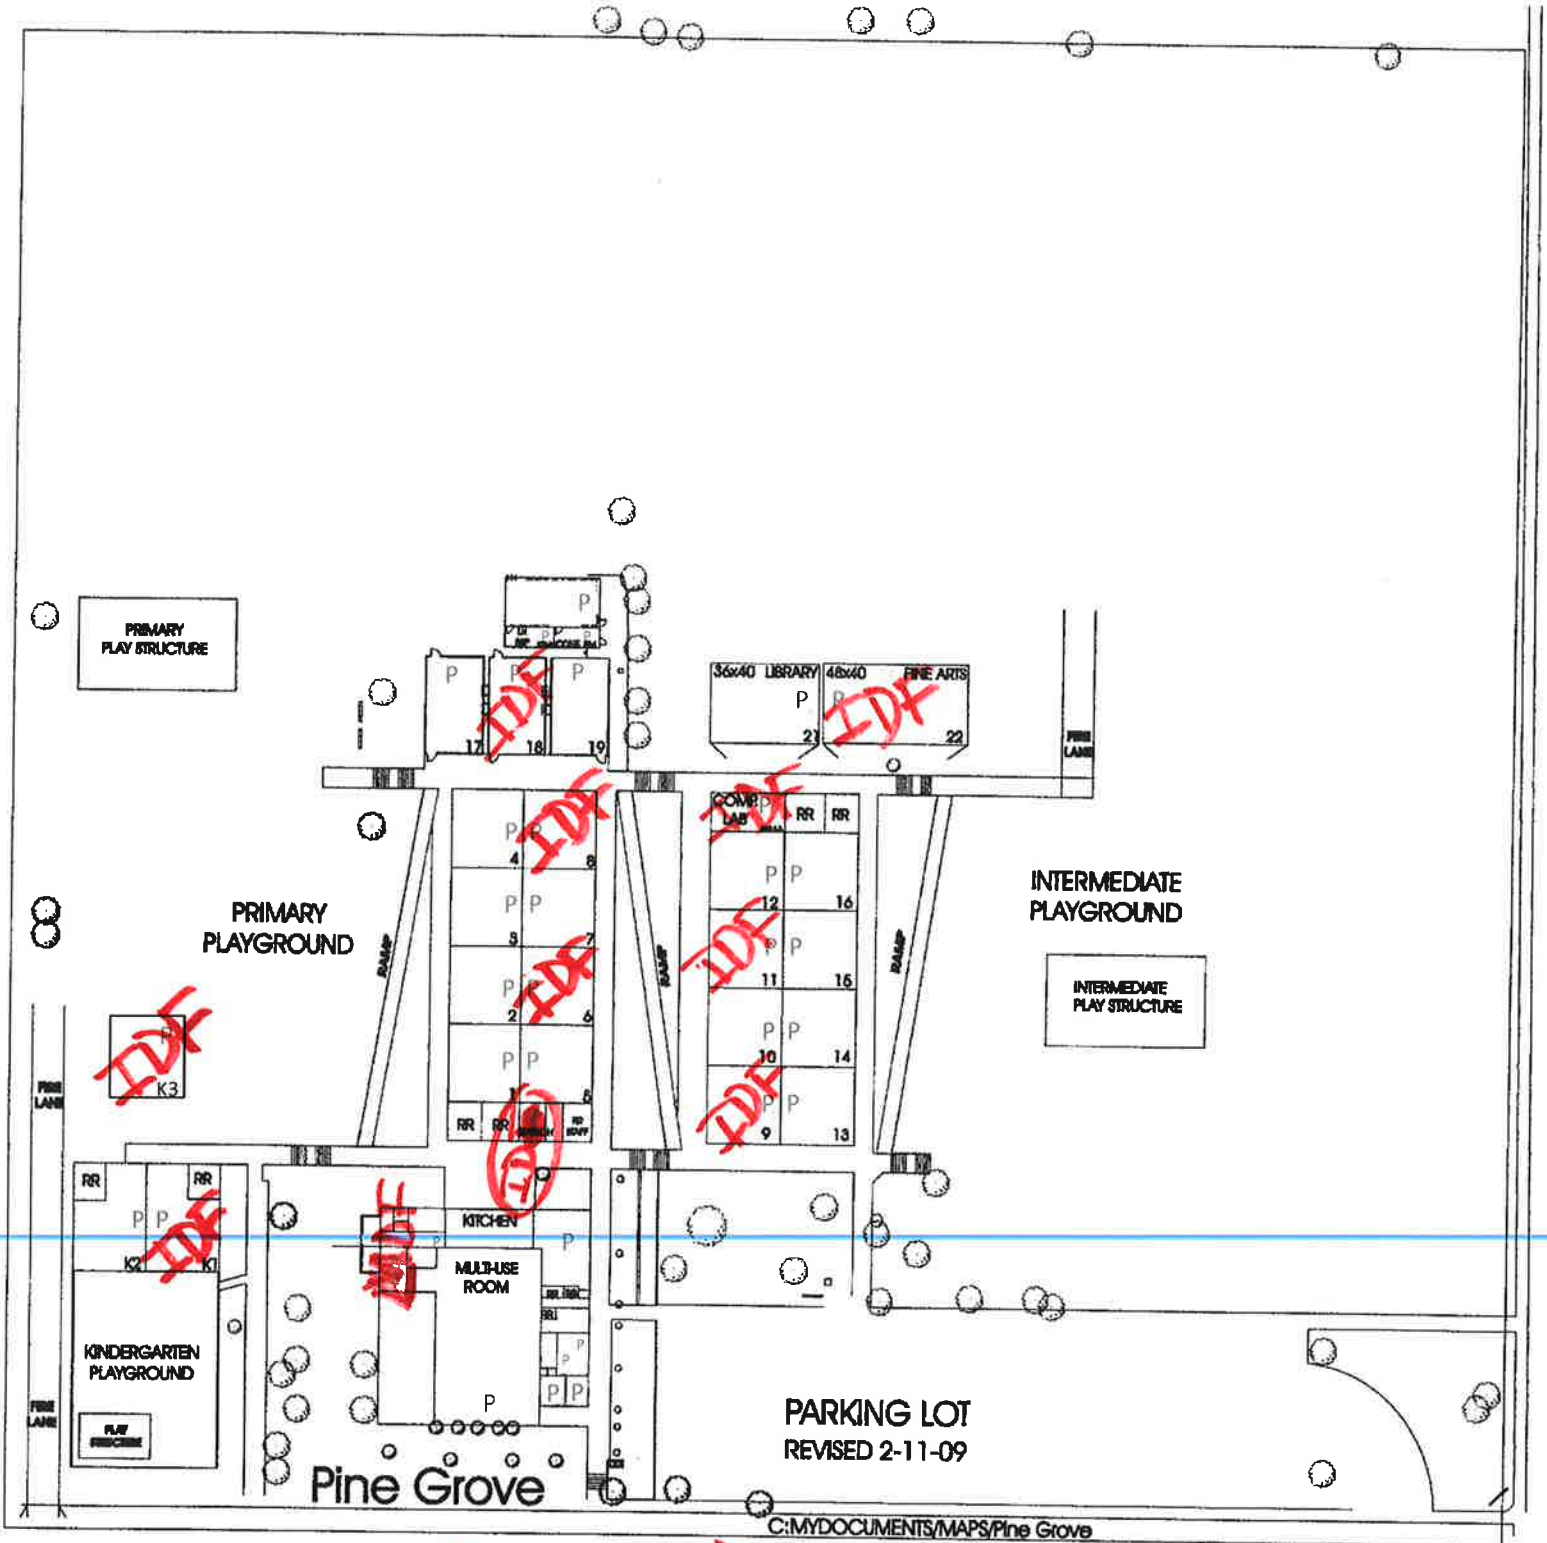 PRIMARY
PLAY STRUCTURE
P
P
P
P
P
P
17
18
19
IDF
36x40 LIBRARY
P
21
48x40 FINE ARTS
P
IDF
22
FIRE
LANE
COMP.
LAB
P
IDF
RR
RR
P
P
IDF
4
8
P
P
3
7
P
P
IDF
2
6
P
P
1
5
RR
RR
IDF
P
P
12
16
P
P
IDF
11
15
P
P
10
14
P
P
IDF
9
13
PRIMARY
PLAYGROUND
RAMP
RAMP
RAMP
INTERMEDIATE
PLAYGROUND
INTERMEDIATE
PLAY STRUCTURE
P
IDF
K3
FIRE
LANE
RR
RR
P
P
IDF
K2
K1
MDF
KITCHEN
P
P
MULTI-USE
ROOM
RR
P
P
P
P
P
KINDERGARTEN
PLAYGROUND
PLAY
STRUCTURE
FIRE
LANE
PARKING LOT
REVISED 2-11-09
Pine Grove
C:MYDOCUMENTS/MAPS/Pine Grove